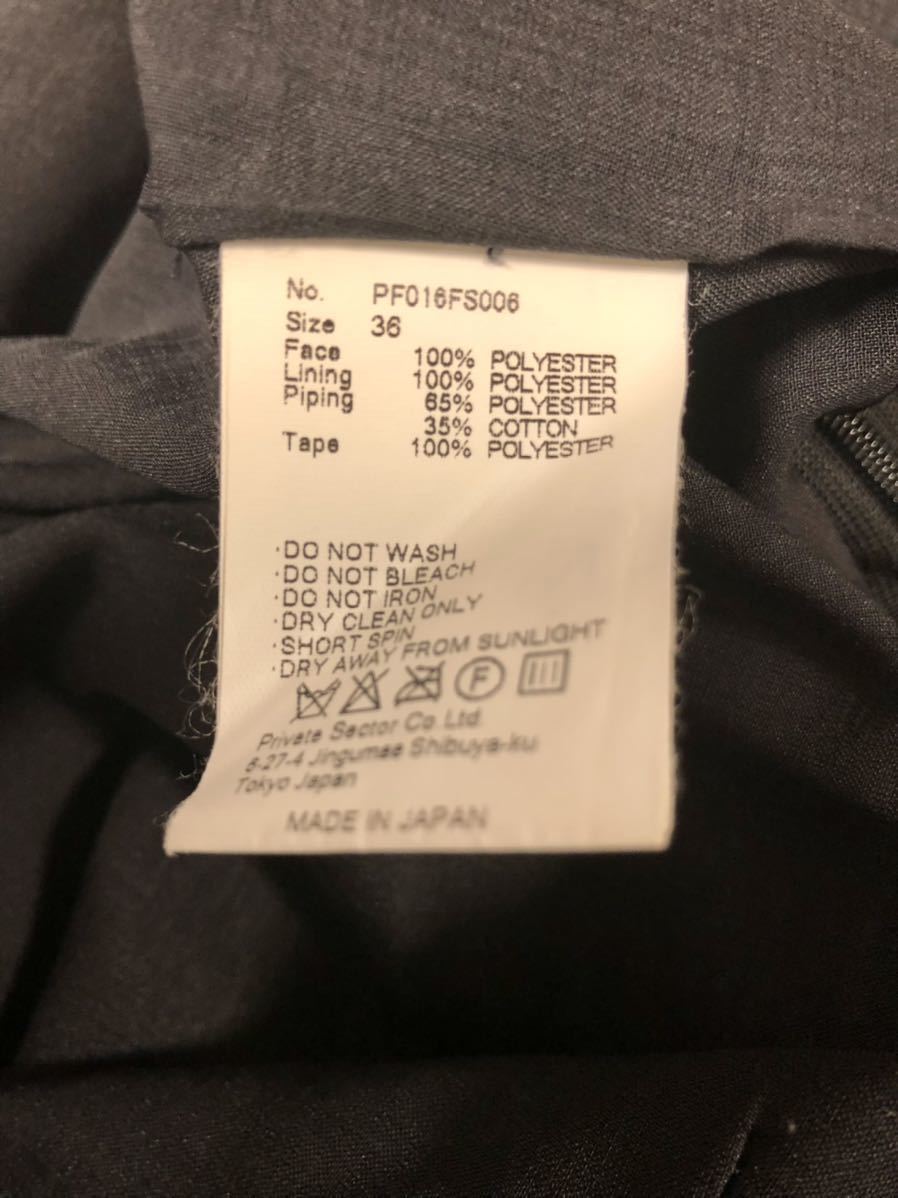 No. PF016FS006
Size 36
Face 100% POLYESTER
Lining 100% POLYESTER
Piping 65% POLYESTER
35% COTTON
Tape 100% POLYESTER
·DO NOT WASH
·DO NOT BLEACH
·DO NOT IRON
·DRY CLEAN ONLY
·SHORT SPIN
·DRY AWAY FROM SUNLIGHT
F
Private Sector Co. Ltd.
6-27-4 Jingumae Shibuya-ku
Tokyo Japan
MADE IN JAPAN